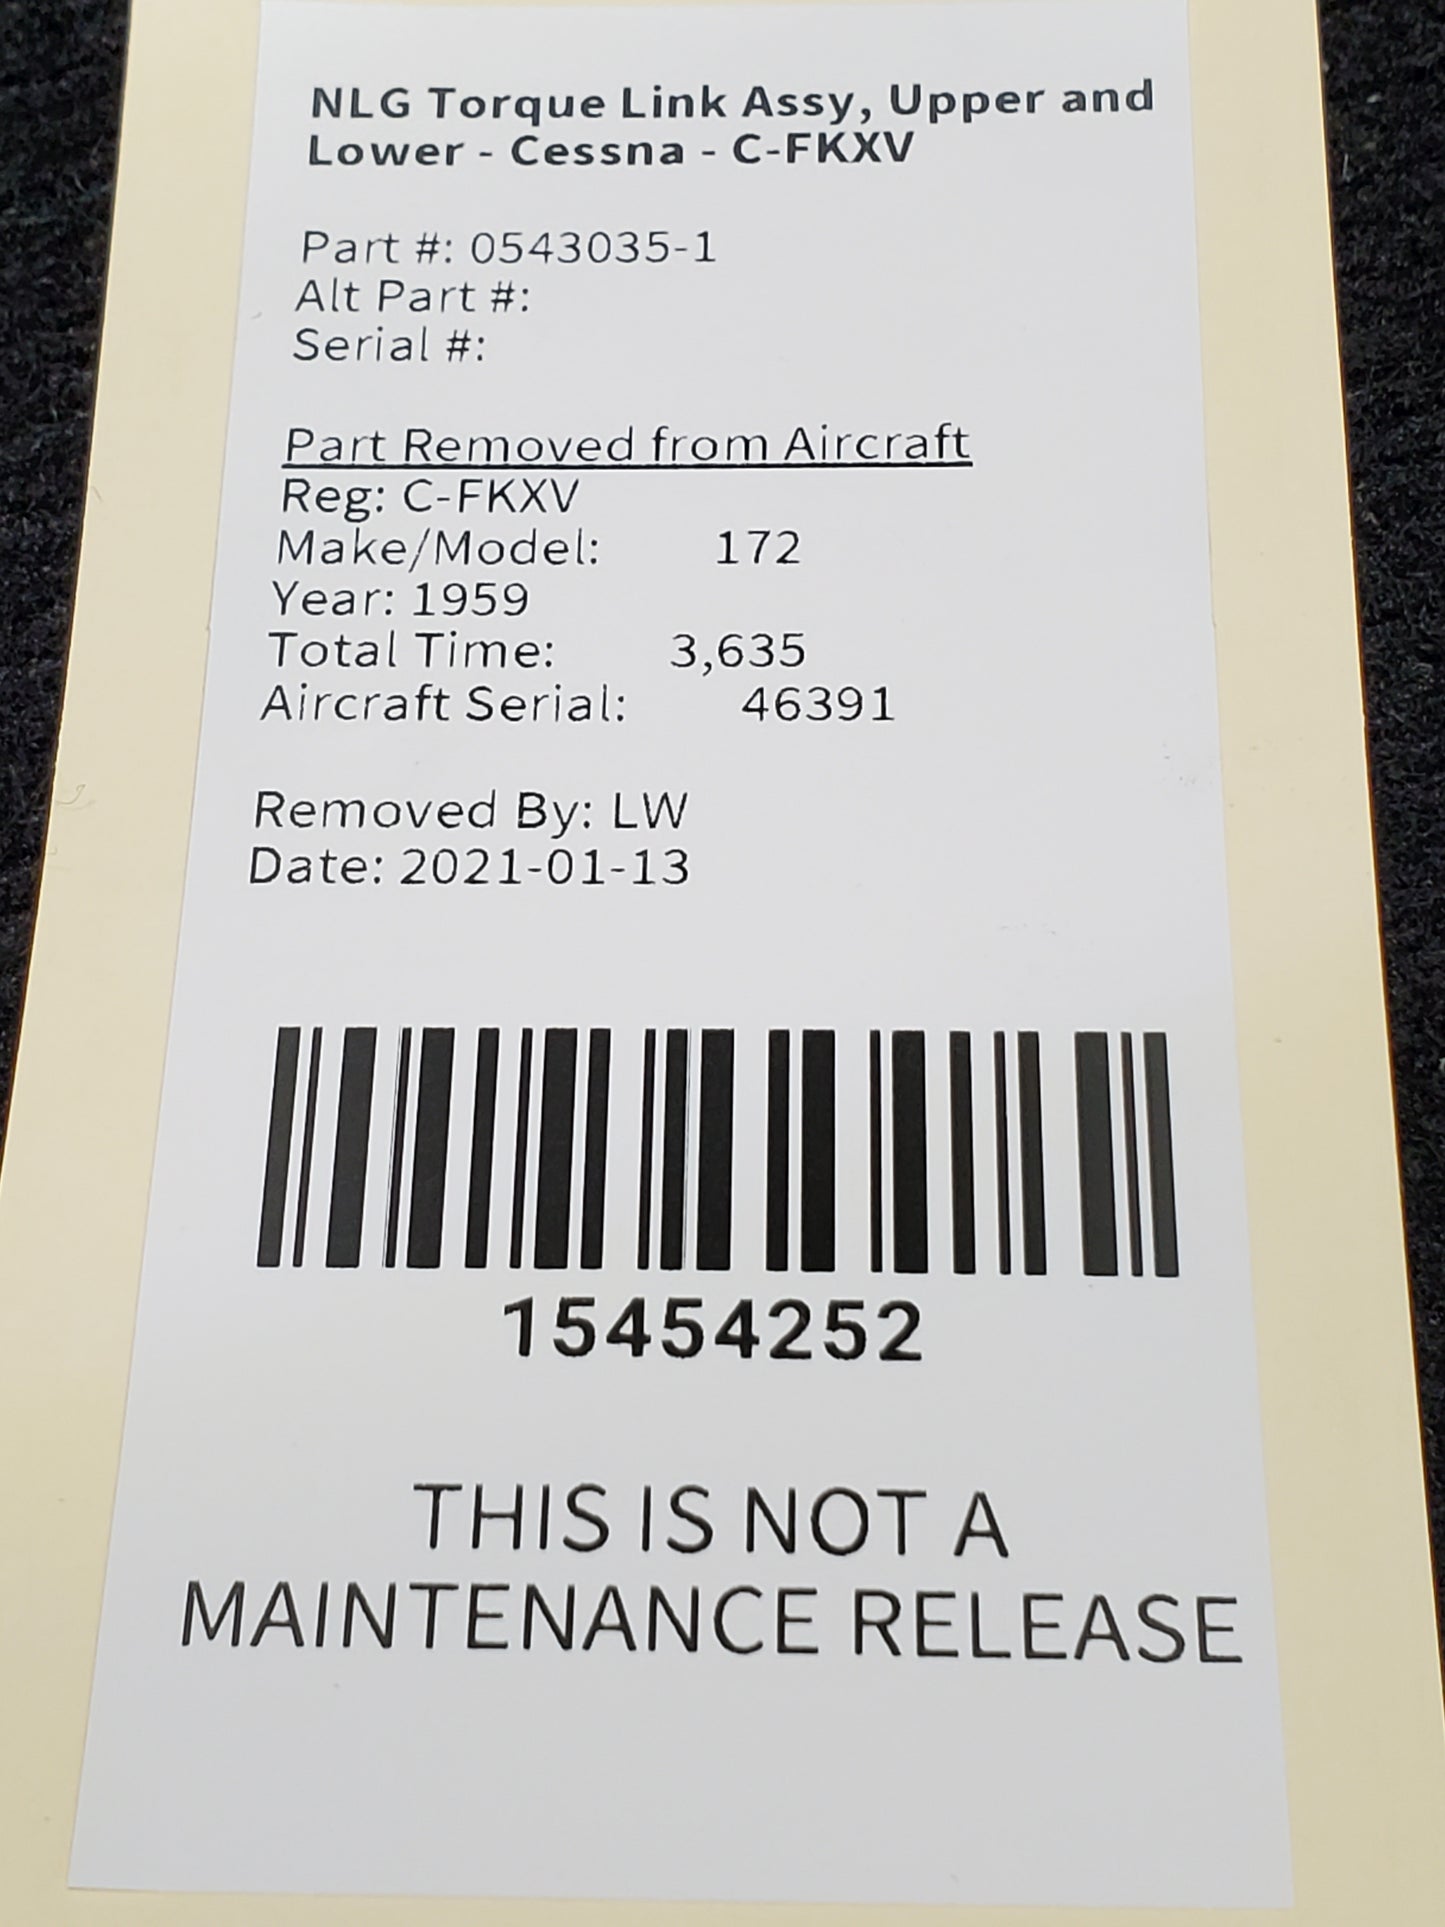 NLG Torque Link Assy, Upper and
Lower - Cessna - C-FKXV
Part #: 0543035-1
Alt Part #:
Serial #:
Part Removed from Aircraft
Reg: C-FKXV
Make/Model: 172
Year: 1959
Total Time: 3,635
Aircraft Serial: 46391
Removed By: LW
Date: 2021-01-13
15454252
THIS IS NOT A
MAINTENANCE RELEASE